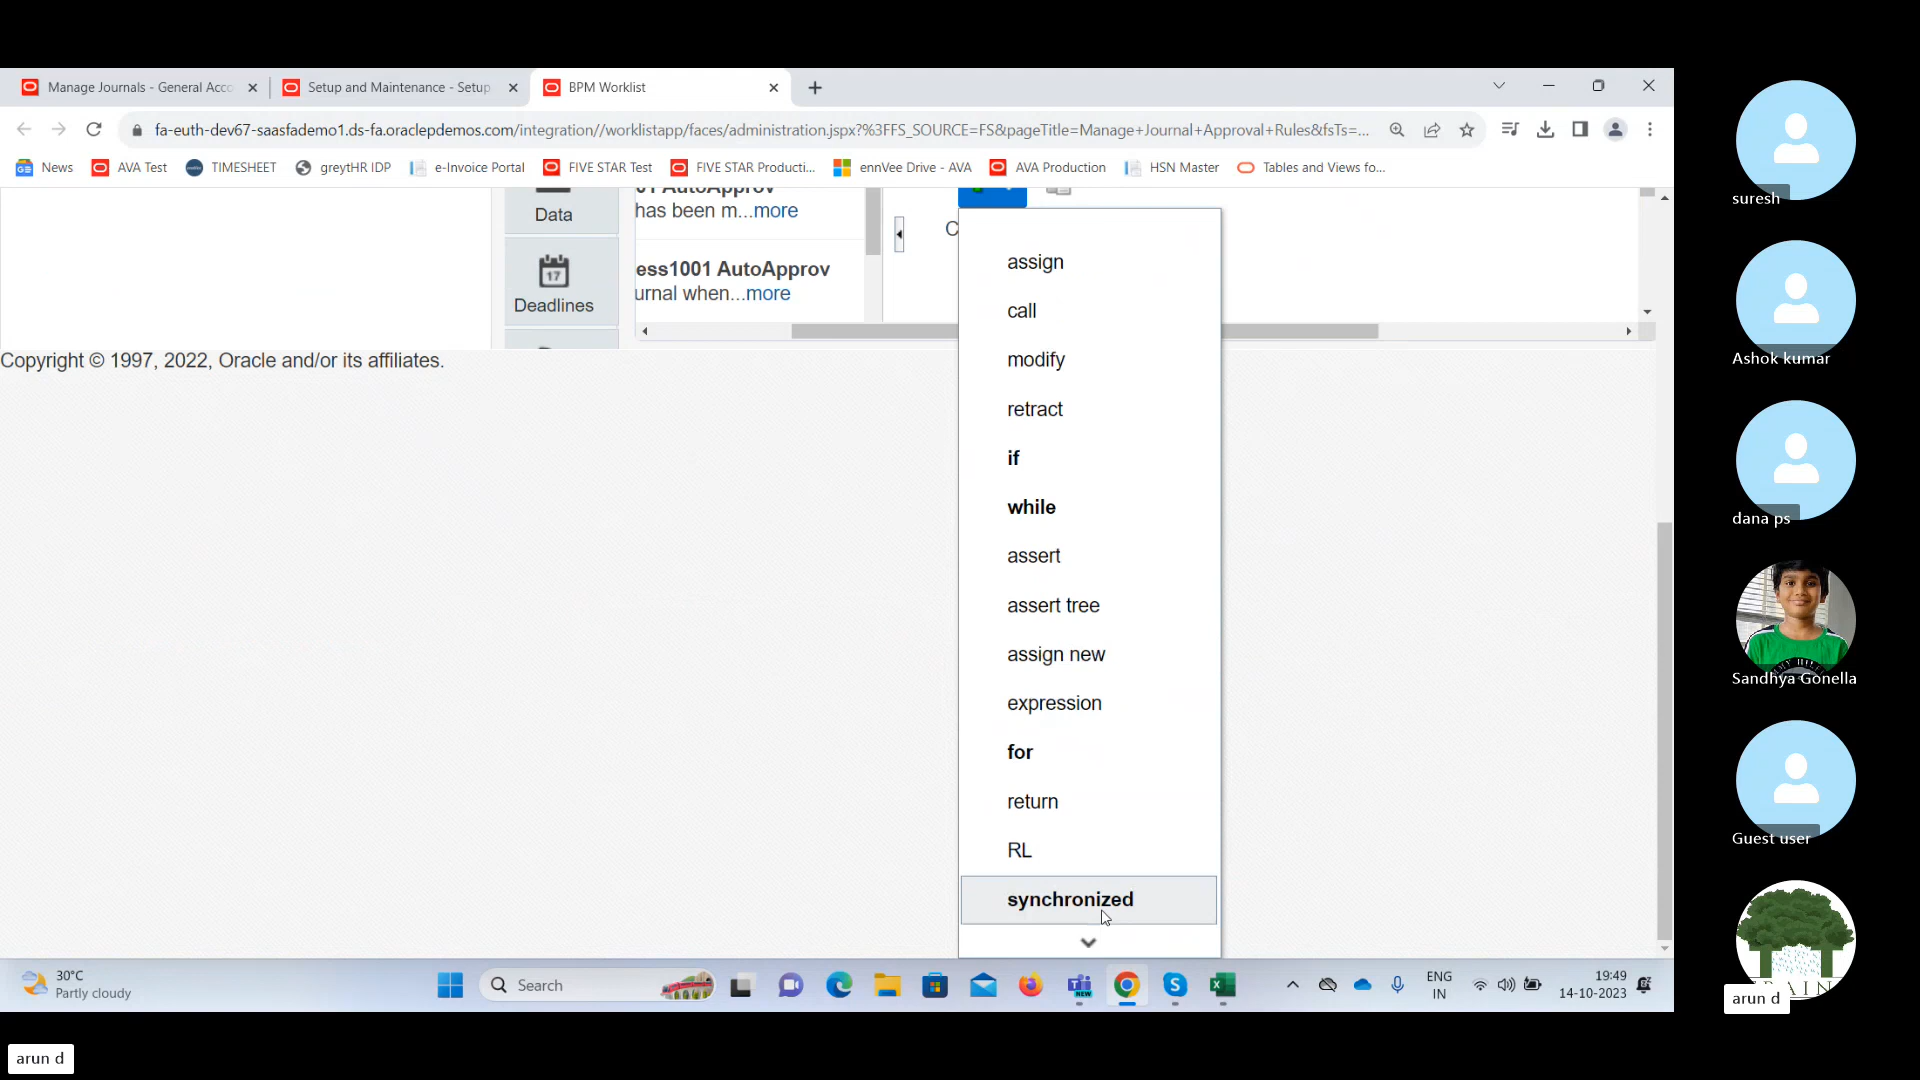 Manage Journals - General Acco
Setup and Maintenance - Setup
BPM Worklist
fa-euth-dev67-saasfademo1.ds-fa.oraclepdemos.com/integration//worklistapp/faces/administration.jspx?%3FFS_SOURCE=FS&pageTitle=Manage+Journal+Approval+Rules&fsTs=...
News
AVA Test
TIMESHEET
greytHR IDP
e-Invoice Portal
FIVE STAR Test
FIVE STAR Producti...
ennVee Drive - AVA
AVA Production
HSN Master
Tables and Views fo...
01 AutoApprov
has been m...more
Data
C
ess1001 AutoApprov
urnal when...more
17
Deadlines
Copyright © 1997, 2022, Oracle and/or its affiliates.
assign
call
modify
retract
if
while
assert
assert tree
assign new
expression
for
return
RL
synchronized
30°C
Partly cloudy
Search
NEW
ENG
IN
19:49
14-10-2023
suresh
Ashok kumar
dana ps
Sandhya Gonella
Guest user
arun d
arun d